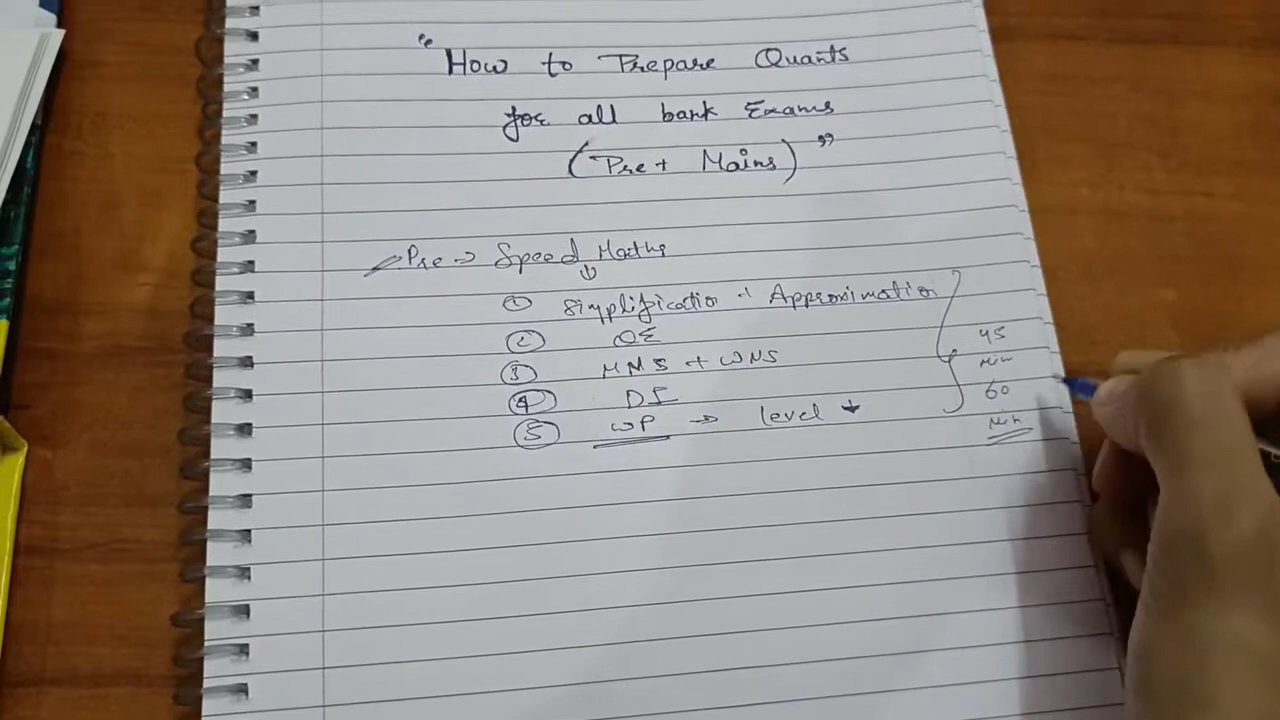 "How to Prepare Quants
for all bank Exams
(Pre + Mains)"
Pre → Speed Maths
↓
① Simplification + Approximation
② QE
③ MNS + WNS
④ DI
⑤ WP → level ↓
45
Min
60
Min